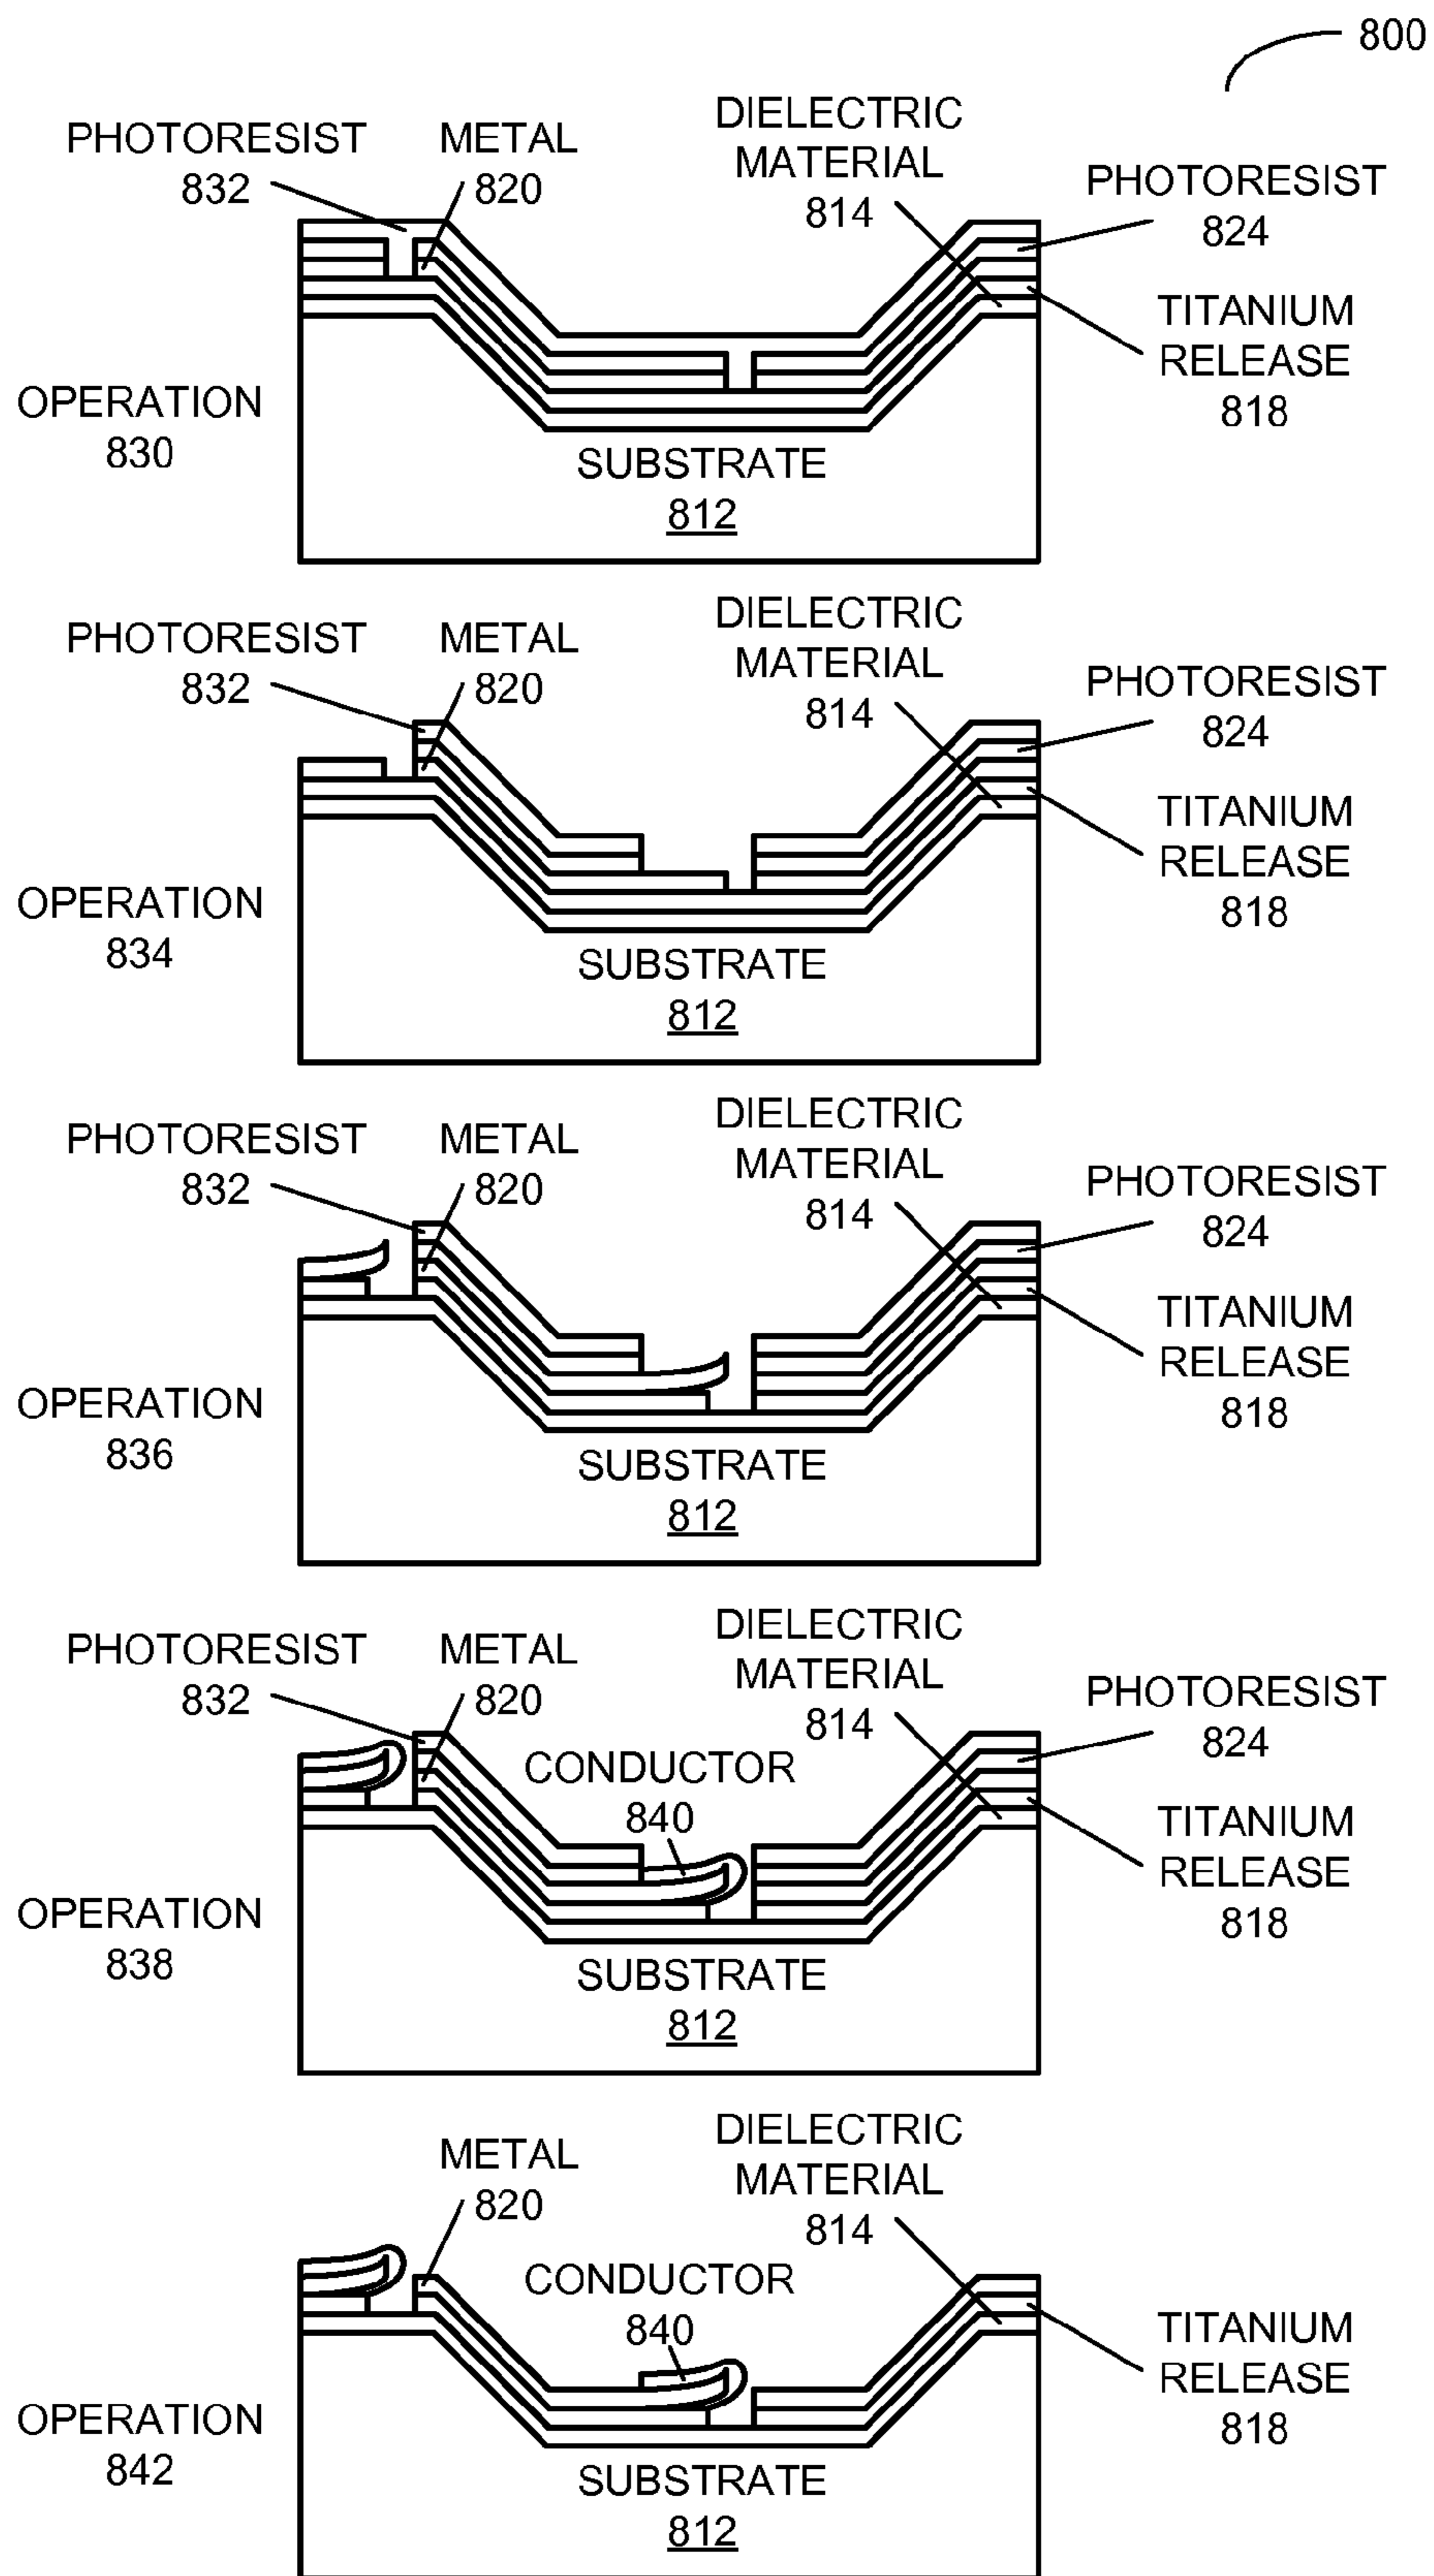 800
PHOTORESIST
832
METAL
820
DIELECTRIC
MATERIAL
814
PHOTORESIST
824
TITANIUM
RELEASE
818
OPERATION
830
SUBSTRATE
812
PHOTORESIST
832
METAL
820
DIELECTRIC
MATERIAL
814
PHOTORESIST
824
TITANIUM
RELEASE
818
OPERATION
834
SUBSTRATE
812
PHOTORESIST
832
METAL
820
DIELECTRIC
MATERIAL
814
PHOTORESIST
824
TITANIUM
RELEASE
818
OPERATION
836
SUBSTRATE
812
PHOTORESIST
832
METAL
820
DIELECTRIC
MATERIAL
814
PHOTORESIST
824
CONDUCTOR
840
TITANIUM
RELEASE
818
OPERATION
838
SUBSTRATE
812
METAL
820
DIELECTRIC
MATERIAL
814
CONDUCTOR
840
TITANIUM
RELEASE
818
OPERATION
842
SUBSTRATE
812